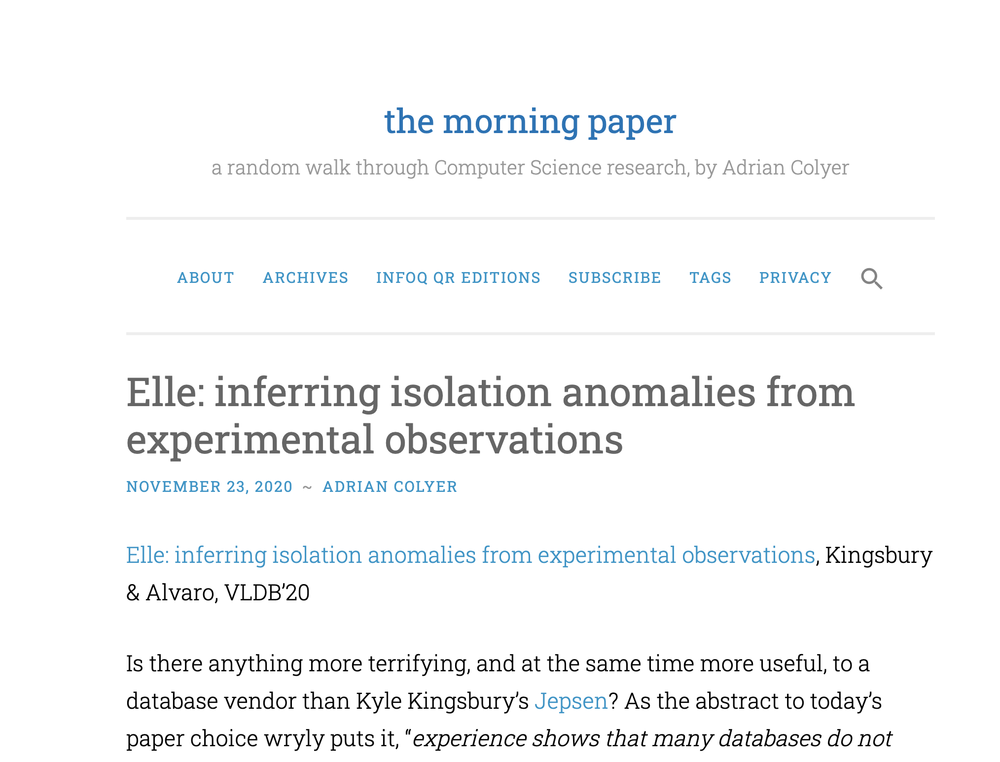 the morning paper
a random walk through Computer Science research, by Adrian Colyer
ABOUT ARCHIVES INFOQ QR EDITIONS SUBSCRIBE TAGS PRIVACY
Elle: inferring isolation anomalies from
experimental observations
NOVEMBER 23, 2020 ~ ADRIAN COLYER
Elle: inferring isolation anomalies from experimental observations, Kingsbury
& Alvaro, VLDB’20
Is there anything more terrifying, and at the same time more useful, to a
database vendor than Kyle Kingsbury’s Jepsen? As the abstract to today’s
paper choice wryly puts it, “experience shows that many databases do not